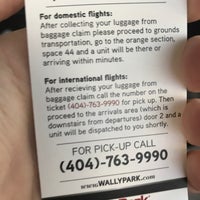 For domestic flights:
After collecting your luggage from
baggage claim please proceed to grounds
transportation, go to the orange section,
space 44 and a unit will be there or
arriving within minutes.
For international flights:
After recieving your luggage from
baggage claim call the number on the
ticket (404)-763-9990 for pick up. Then
proceed to the arrivals area (which is
downstairs from departures) door 2 and a
unit will be dispatched to you shortly.
FOR PICK-UP CALL
(404)-763-9990
www.WALLYPARK.com